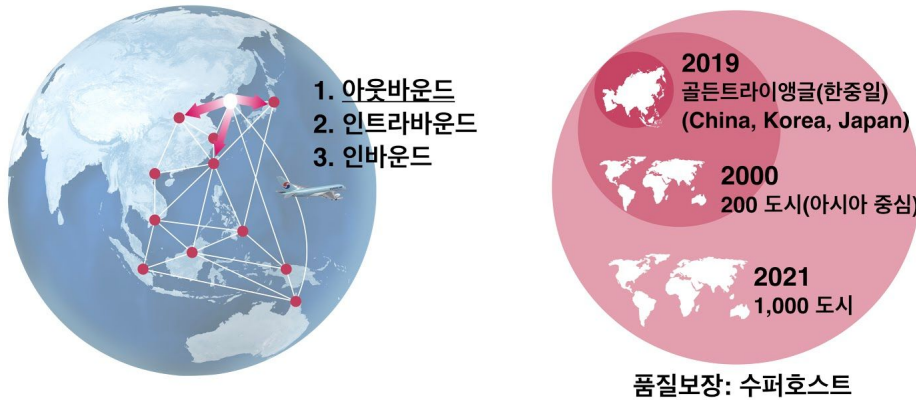 1. 아웃바운드
2. 인트라바운드
3. 인바운드
2019
골든트라이앵글(한중일)
(China, Korea, Japan)
2000
200 도시(아시아 중심)
2021
1,000 도시
품질보장: 수퍼호스트